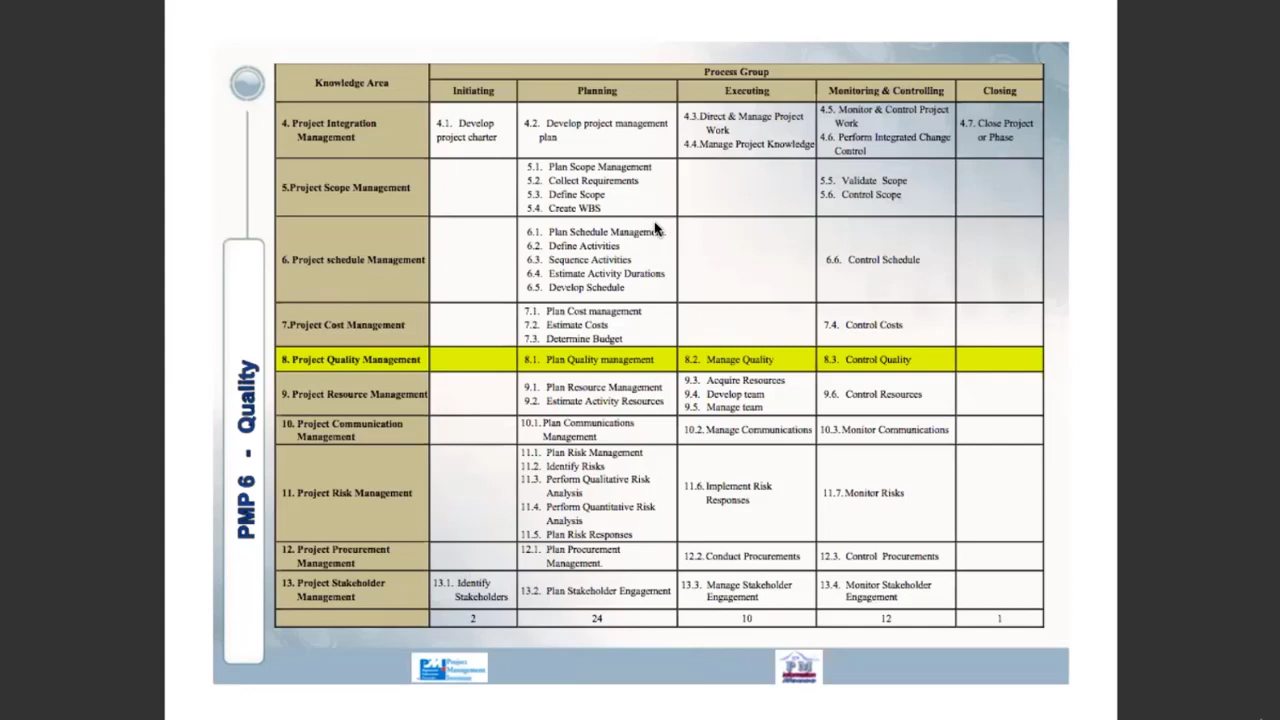 Knowledge Area
Process Group
Initiating
Planning
Executing
Monitoring & Controlling
Closing
4. Project Integration
Management
4.1. Develop
project charter
4.2. Develop project management
plan
4.3.Direct & Manage Project
Work
4.4.Manage Project Knowledge
4.5. Monitor & Control Project
Work
4.6. Perform Integrated Change
Control
4.7. Close Project
or Phase
5.Project Scope Management
5.1. Plan Scope Management
5.2. Collect Requirements
5.3. Define Scope
5.4. Create WBS
5.5. Validate Scope
5.6. Control Scope
6. Project schedule Management
6.1. Plan Schedule Management
6.2. Define Activities
6.3. Sequence Activities
6.4. Estimate Activity Durations
6.5. Develop Schedule
6.6. Control Schedule
7.Project Cost Management
7.1. Plan Cost management
7.2. Estimate Costs
7.3. Determine Budget
7.4. Control Costs
8. Project Quality Management
8.1. Plan Quality management
8.2. Manage Quality
8.3. Control Quality
9. Project Resource Management
9.1. Plan Resource Management
9.2. Estimate Activity Resources
9.3. Acquire Resources
9.4. Develop team
9.5. Manage team
9.6. Control Resources
10. Project Communication
Management
10.1. Plan Communications
Management
10.2. Manage Communications
10.3. Monitor Communications
11. Project Risk Management
11.1. Plan Risk Management
11.2. Identify Risks
11.3. Perform Qualitative Risk
Analysis
11.4. Perform Quantitative Risk
Analysis
11.5. Plan Risk Responses
11.6. Implement Risk
Responses
11.7. Monitor Risks
12. Project Procurement
Management
12.1. Plan Procurement
Management.
12.2. Conduct Procurements
12.3. Control Procurements
13. Project Stakeholder
Management
13.1. Identify
Stakeholders
13.2. Plan Stakeholder Engagement
13.3. Manage Stakeholder
Engagement
13.4. Monitor Stakeholder
Engagement
2
24
10
12
1
PMP 6 - Quality
PMI
Project
Management
Institute
PM